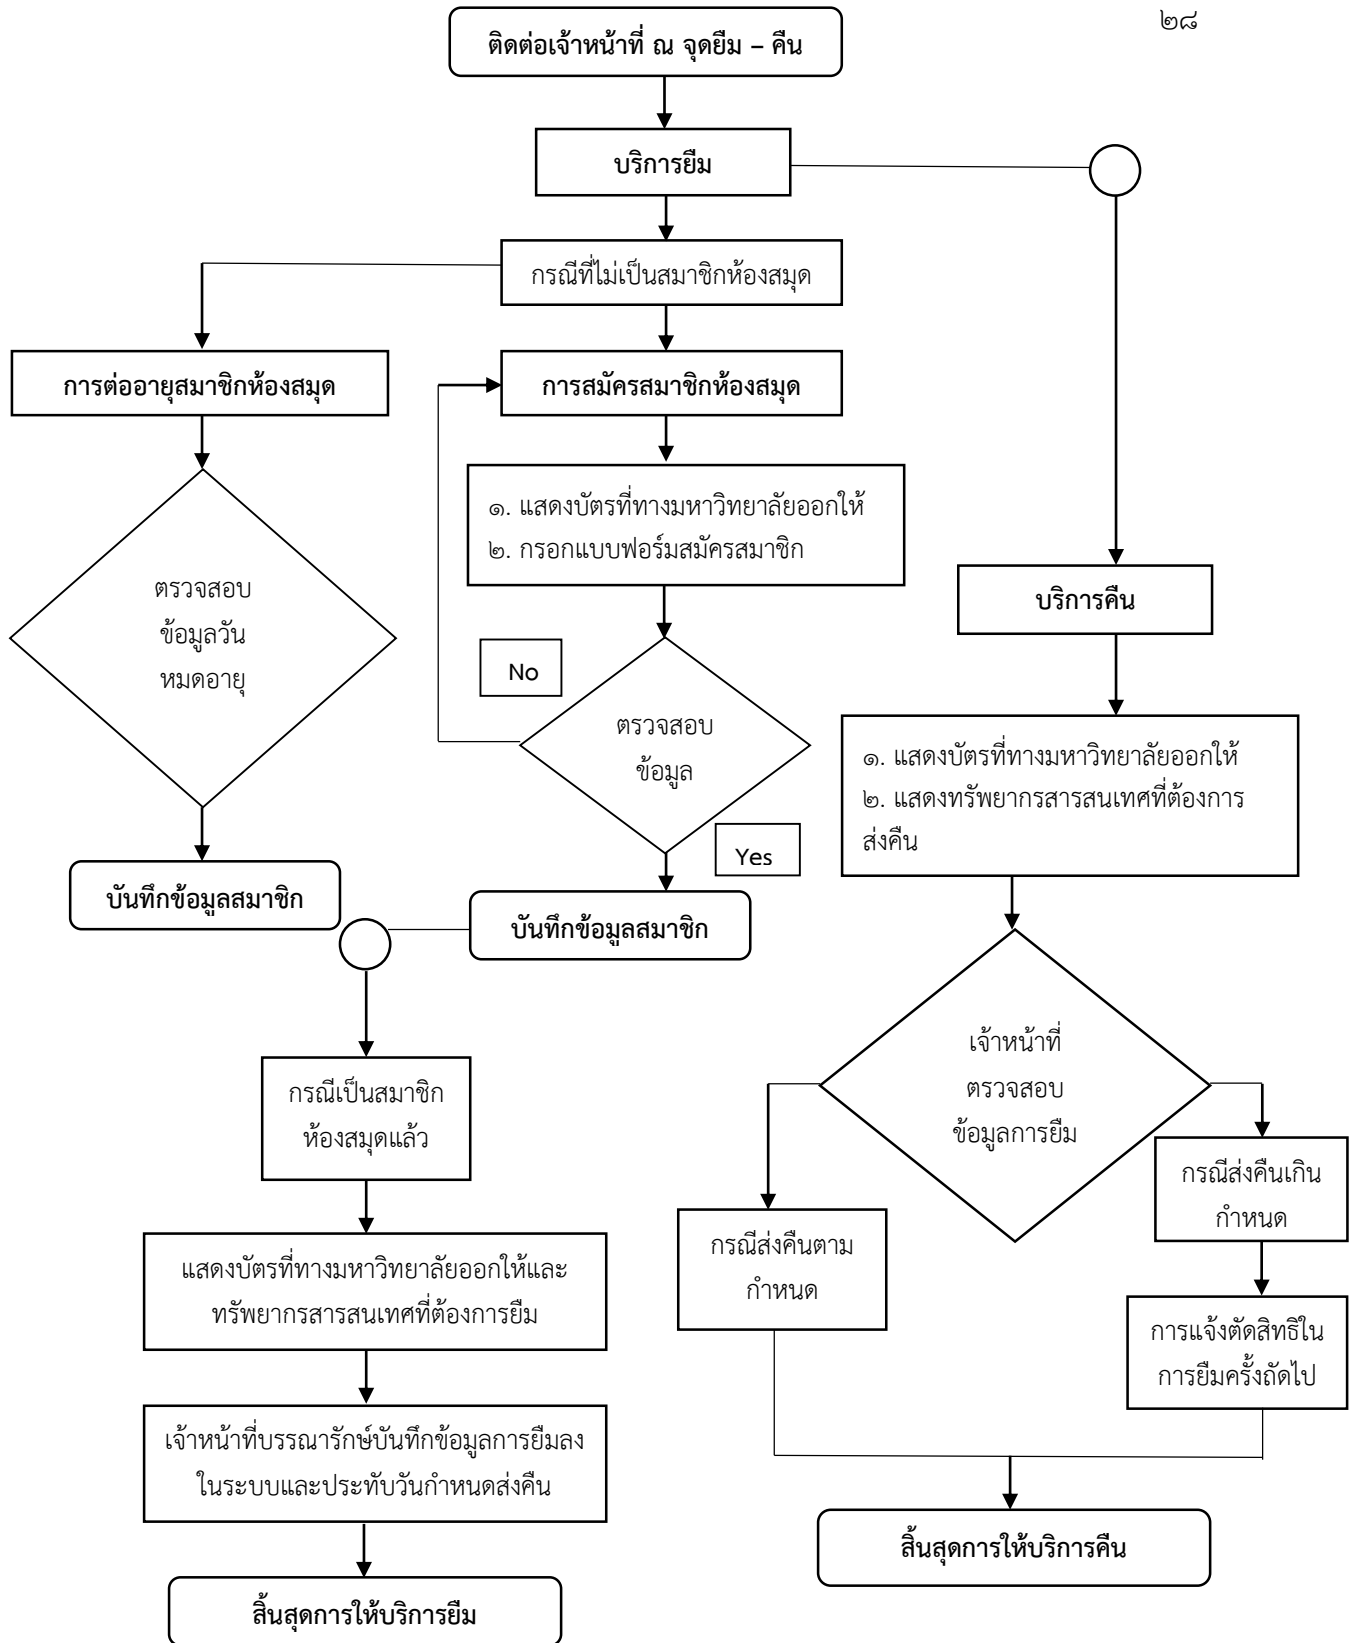 ๒๘
ติดต่อเจ้าหน้าที่ ณ จุดยืม – คืน
บริการยืม
กรณีที่ไม่เป็นสมาชิกห้องสมุด
การต่ออายุสมาชิกห้องสมุด
การสมัครสมาชิกห้องสมุด
๑. แสดงบัตรที่ทางมหาวิทยาลัยออกให้
๒. กรอกแบบฟอร์มสมัครสมาชิก
ตรวจสอบ
ข้อมูลวัน
หมดอายุ
บริการคืน
No
ตรวจสอบ
ข้อมูล
๑. แสดงบัตรที่ทางมหาวิทยาลัยออกให้
๒. แสดงทรัพยากรสารสนเทศที่ต้องการ
ส่งคืน
Yes
บันทึกข้อมูลสมาชิก
บันทึกข้อมูลสมาชิก
เจ้าหน้าที่
ตรวจสอบ
ข้อมูลการยืม
กรณีเป็นสมาชิก
ห้องสมุดแล้ว
กรณีส่งคืนเกิน
กำหนด
กรณีส่งคืนตาม
กำหนด
แสดงบัตรที่ทางมหาวิทยาลัยออกให้และ
ทรัพยากรสารสนเทศที่ต้องการยืม
การแจ้งตัดสิทธิใน
การยืมครั้งถัดไป
เจ้าหน้าที่บรรณารักษ์บันทึกข้อมูลการยืมลง
ในระบบและประทับวันกำหนดส่งคืน
สิ้นสุดการให้บริการคืน
สิ้นสุดการให้บริการยืม